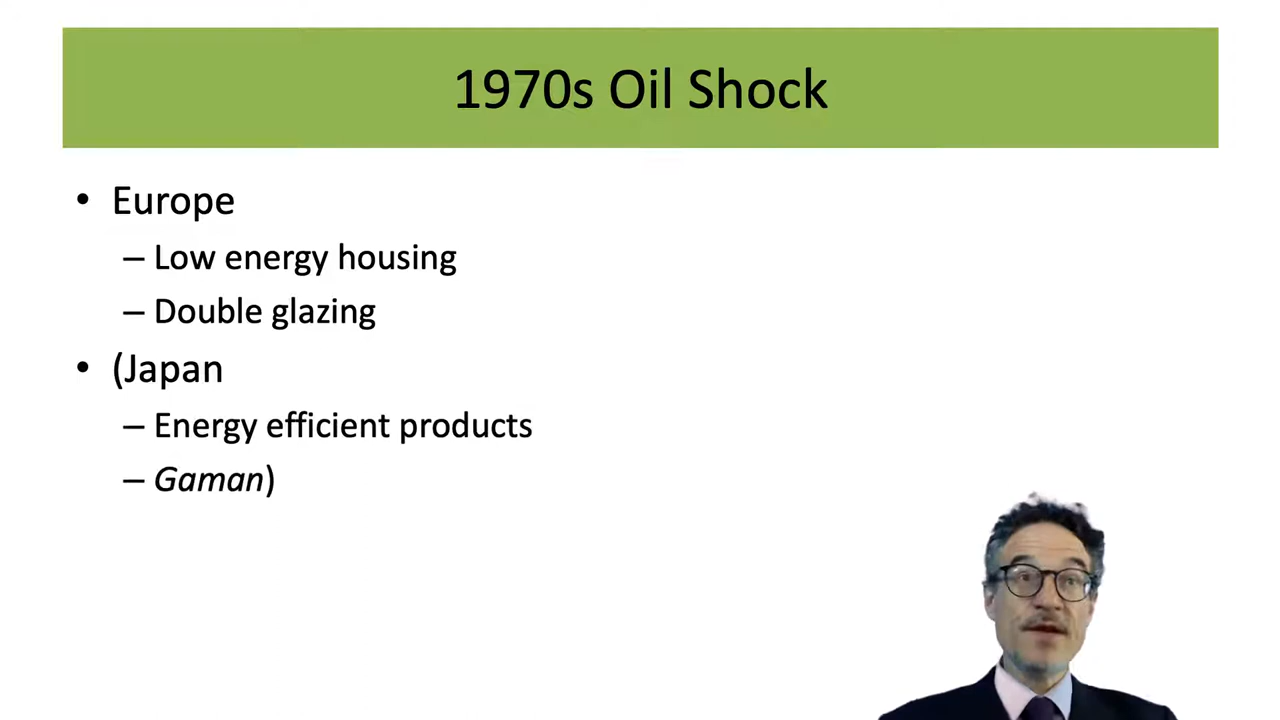 1970s Oil Shock
• Europe
– Low energy housing
– Double glazing
• (Japan
– Energy efficient products
– Gaman)